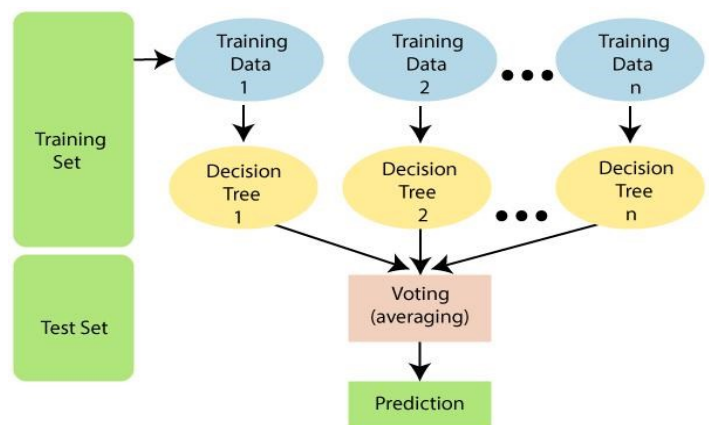 Training
Set
Test Set
Training
Data
1
Training
Data
2
Training
Data
n
Decision
Tree
1
Decision
Tree
2
Decision
Tree
n
Voting
(averaging)
Prediction